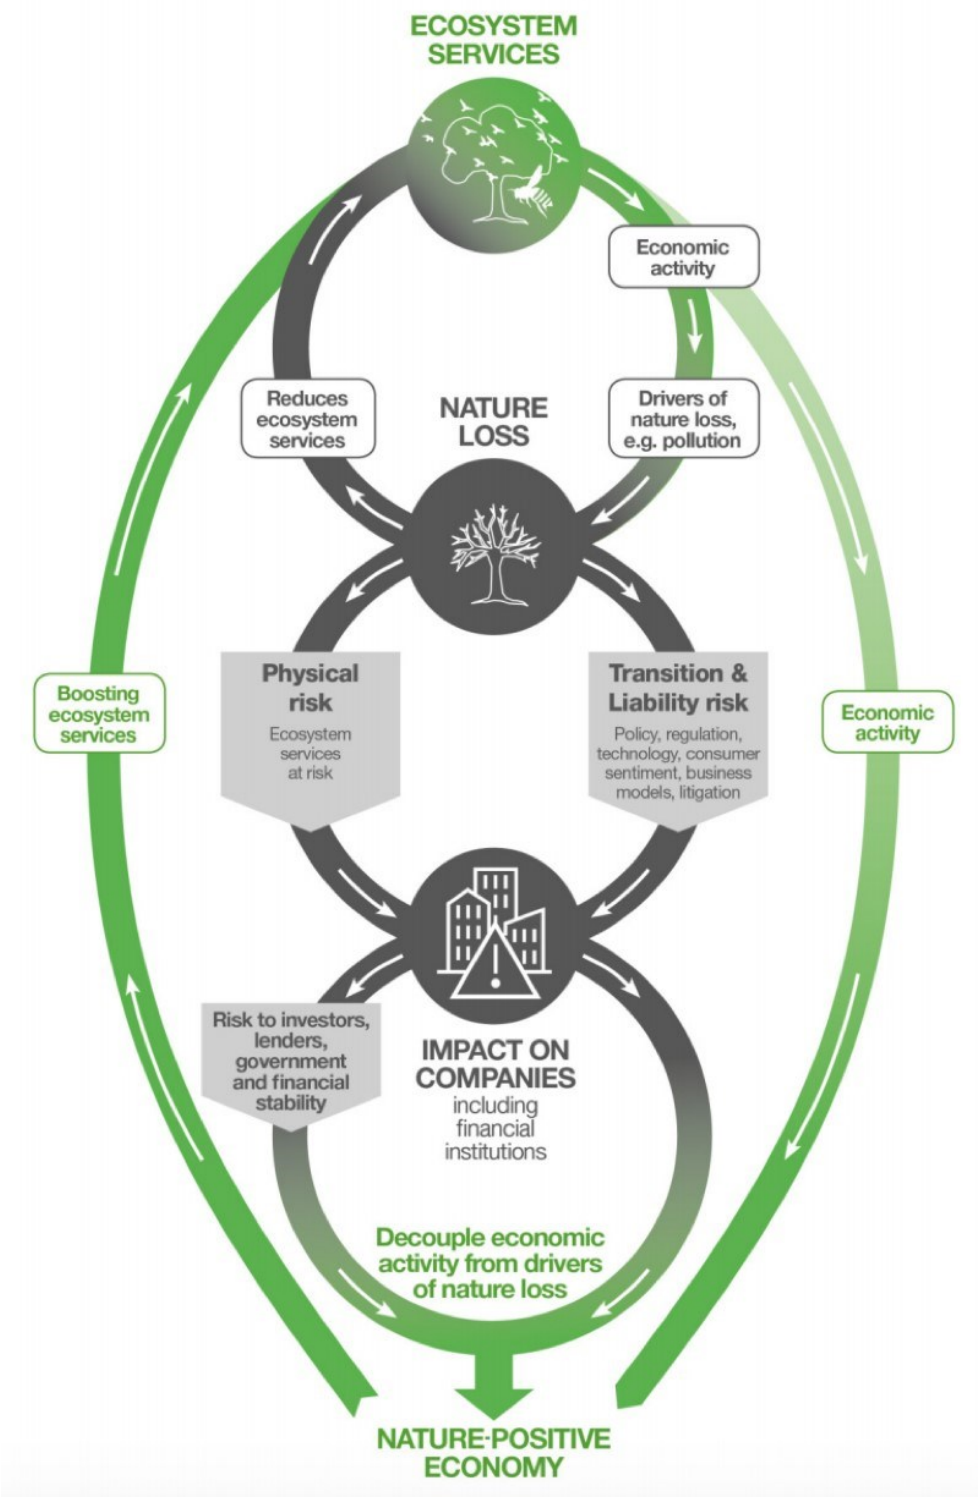 ECOSYSTEM
SERVICES
Economic
activity
Reduces
ecosystem
services
NATURE
LOSS
Drivers of
nature loss,
e.g. pollution
Boosting
ecosystem
services
Physical
risk
Ecosystem
services
at risk
Transition &
Liability risk
Policy, regulation,
technology, consumer
sentiment, business
models, litigation
Economic
activity
Risk to investors,
lenders,
government
and financial
stability
IMPACT ON
COMPANIES
including
financial
institutions
Decouple economic
activity from drivers
of nature loss
NATURE-POSITIVE
ECONOMY